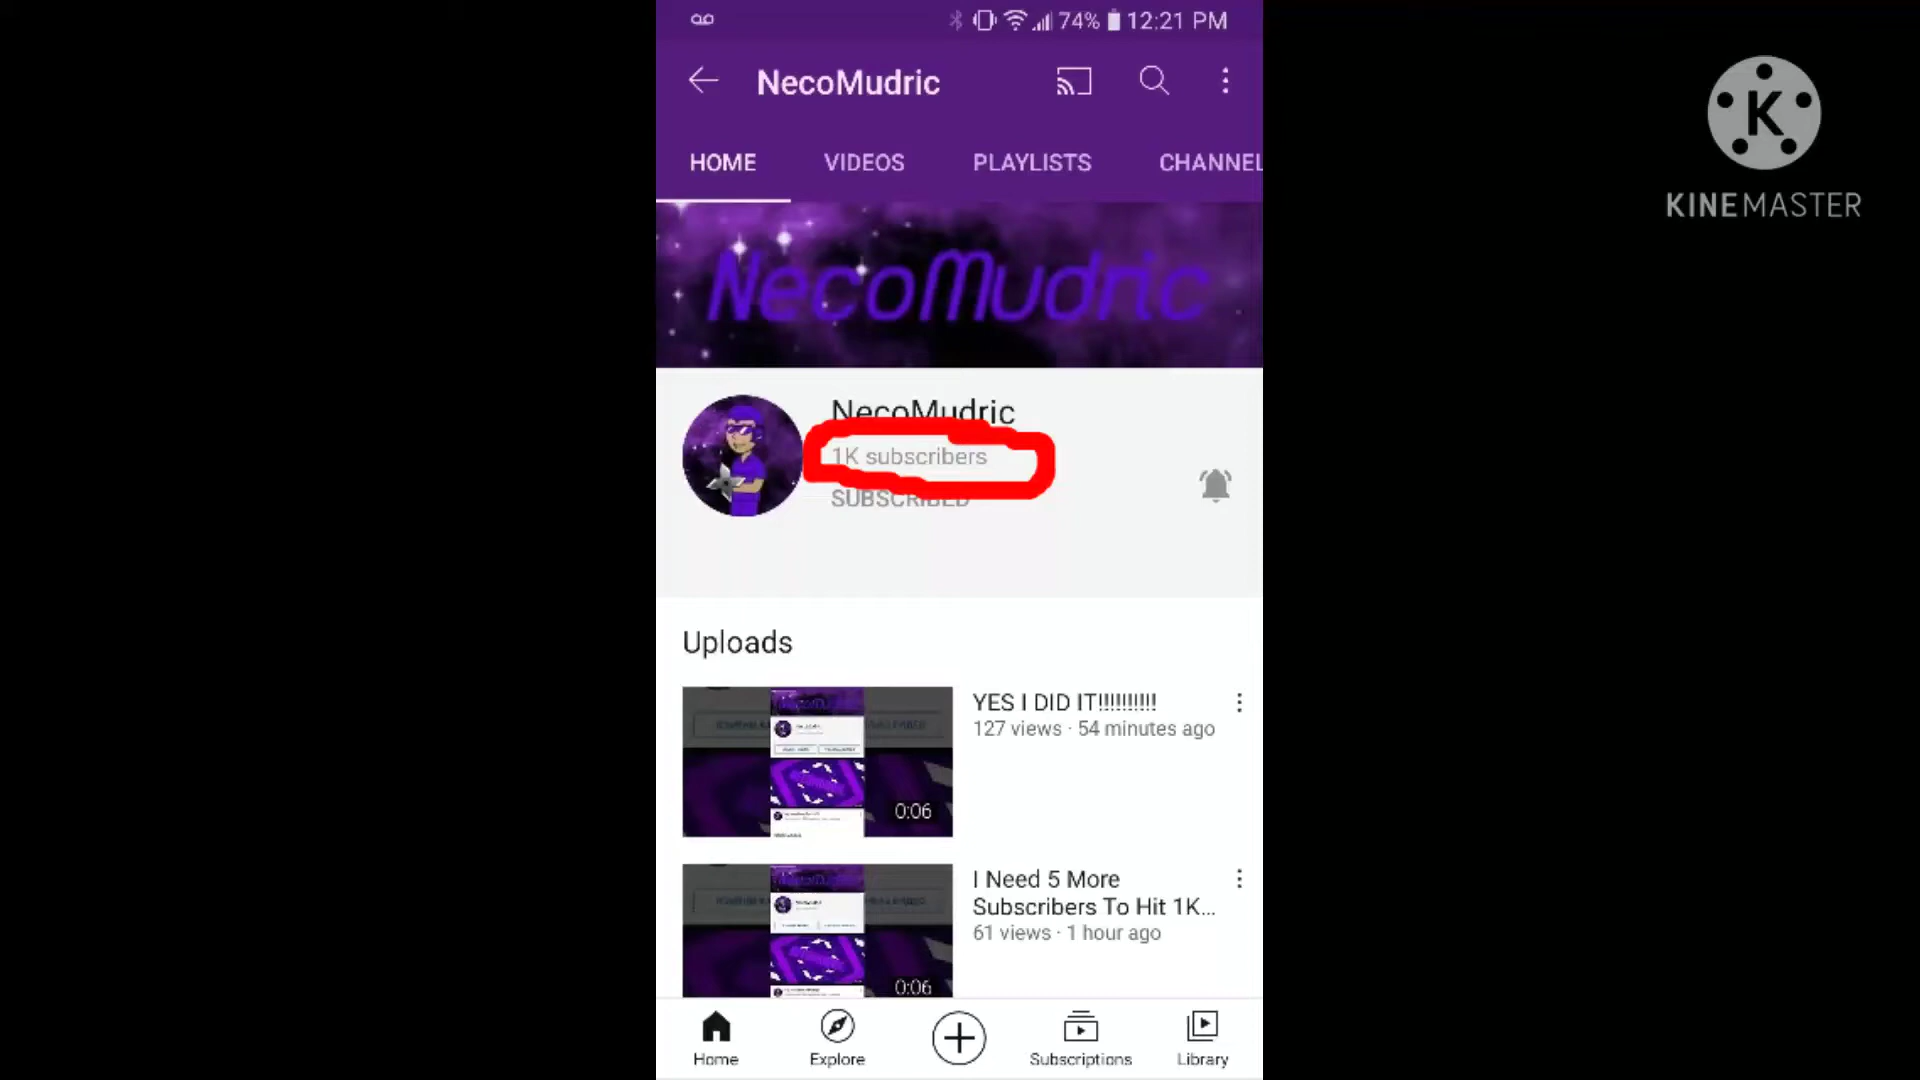 74% 12:21 PM
NecoMudric
HOME VIDEOS PLAYLISTS CHANNEL
K
KINEMASTER
NecoMudric
NecoMudric
1K subscribers
SUBSCRIBED
Uploads
YES I DID IT!!!!!!!!!!
127 views · 54 minutes ago
0:06
I Need 5 More
Subscribers To Hit 1K...
61 views · 1 hour ago
0:06
Home Explore Subscriptions Library